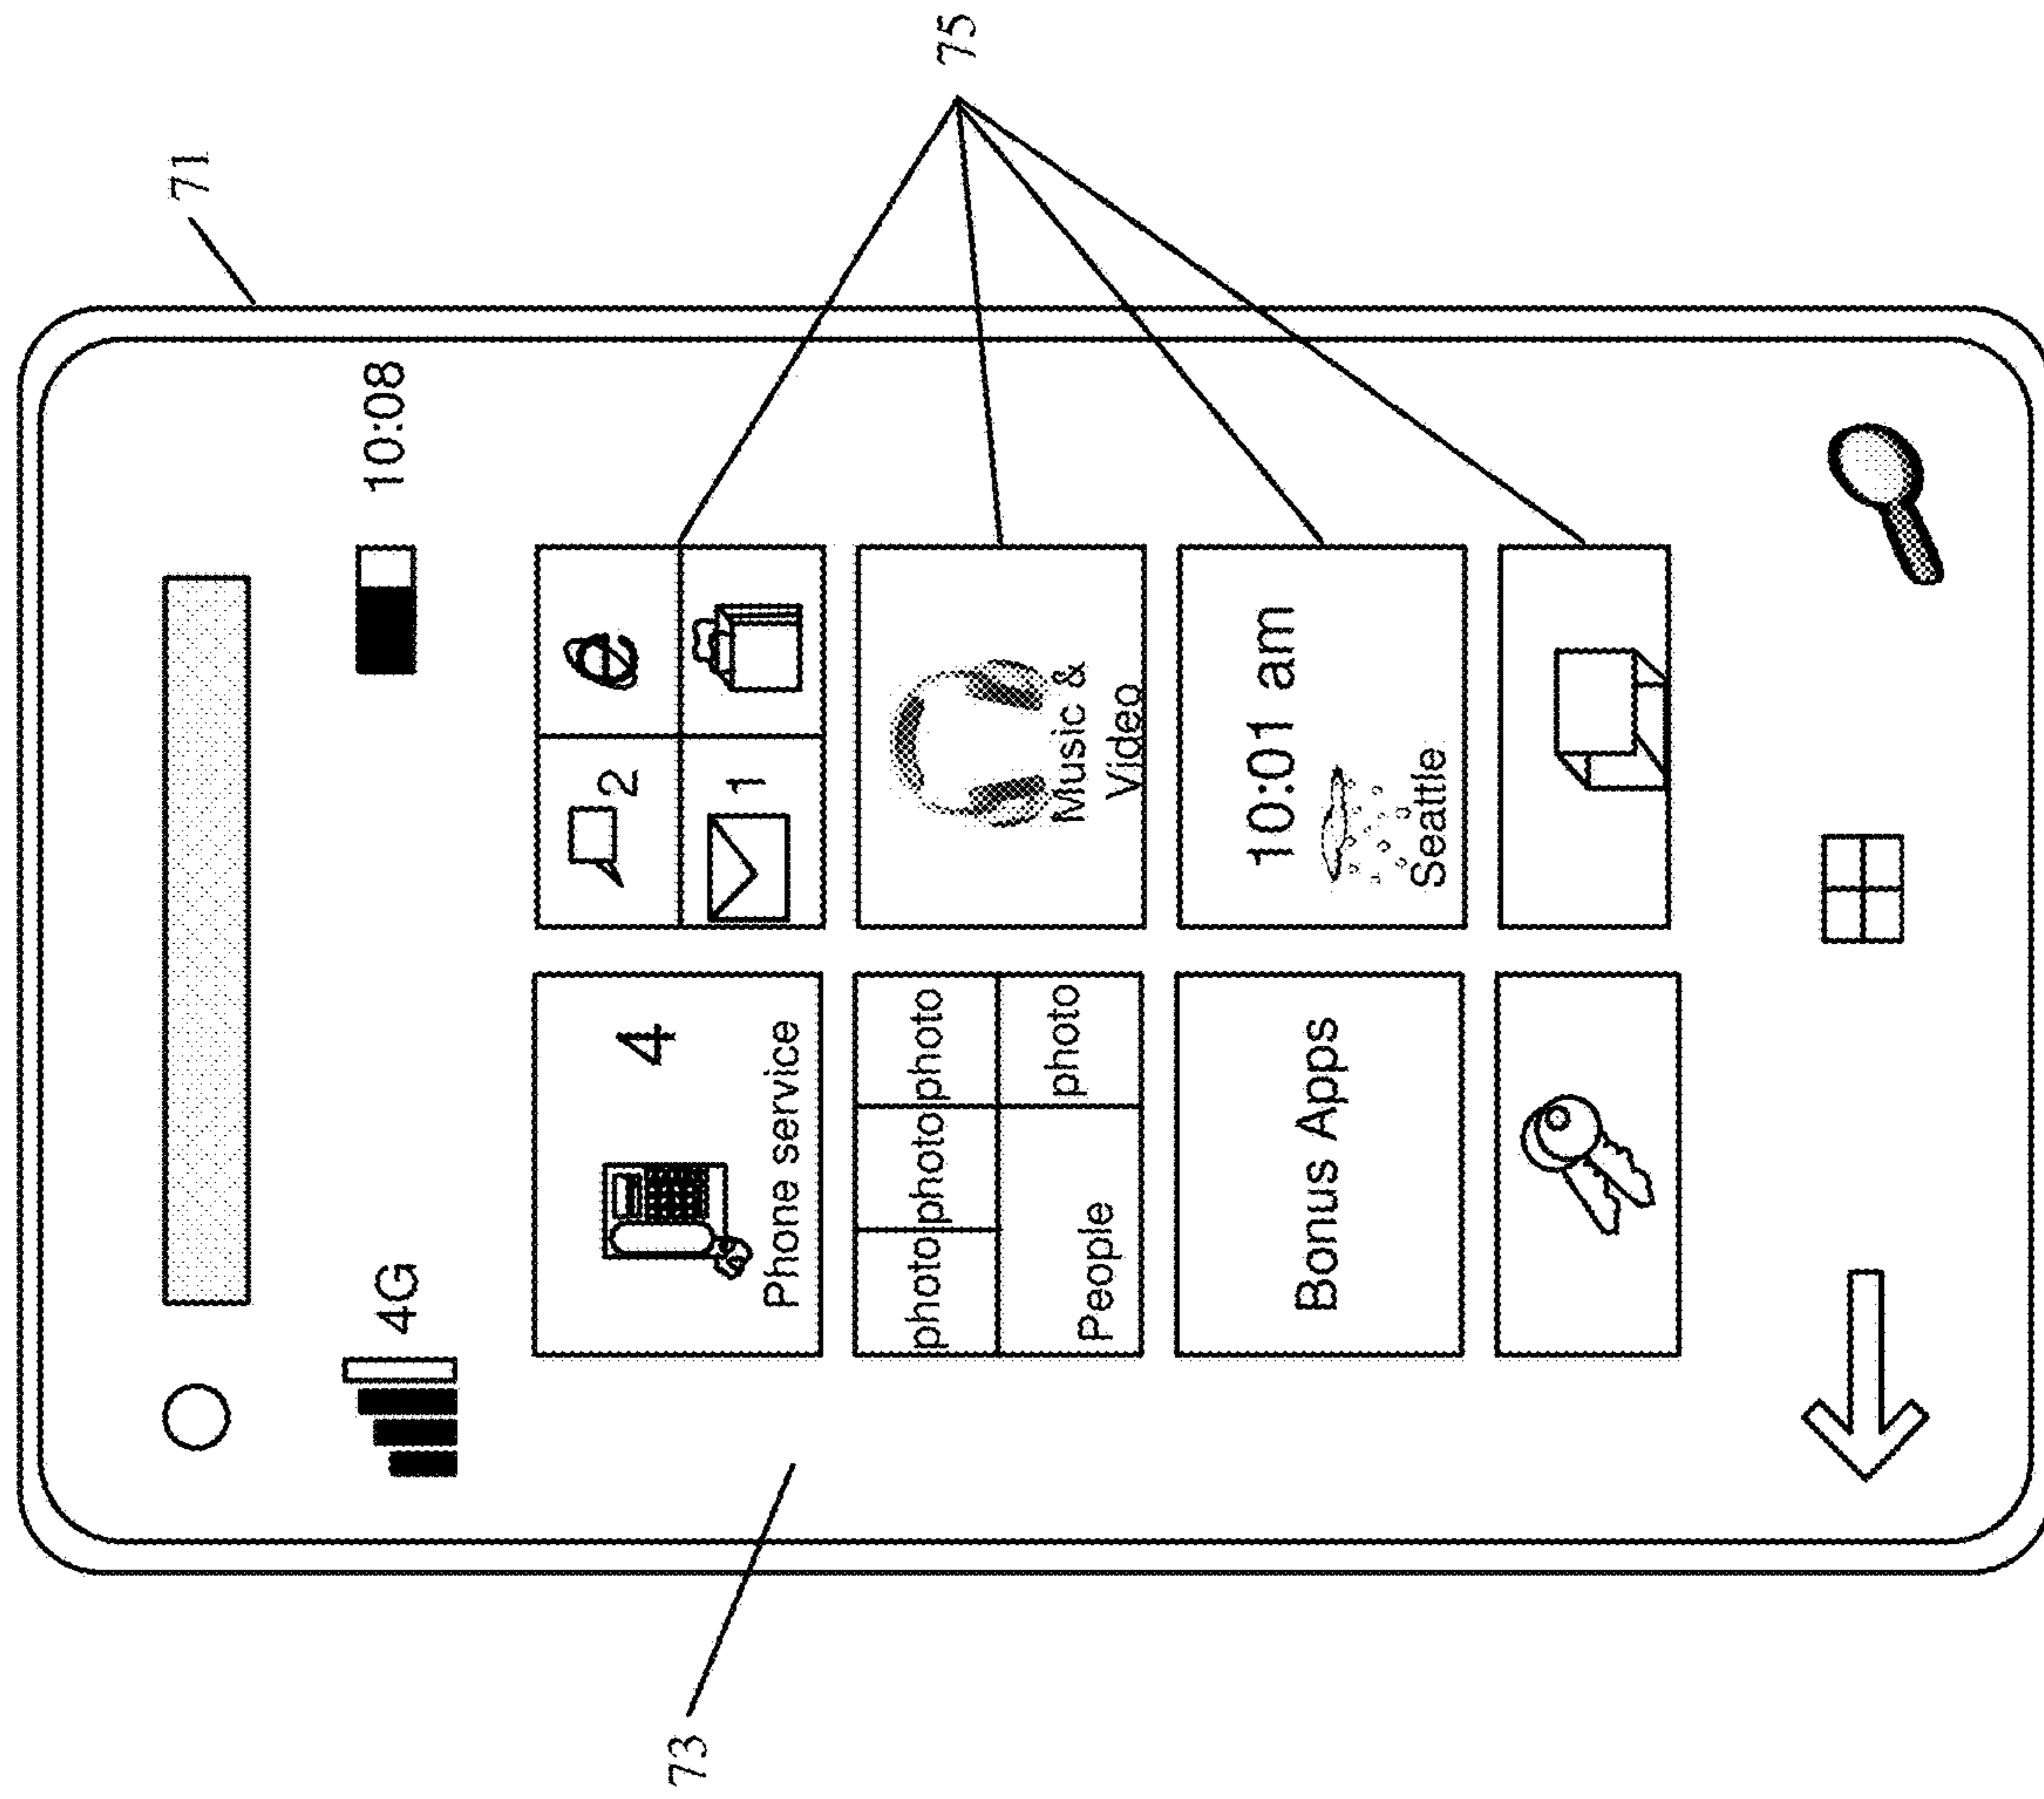 75
71
4G
10:08
4
Phone service
2
e
1
photo photo photo
People photo
Music &
Video
Bonus Apps
10:01 am
Seattle
73